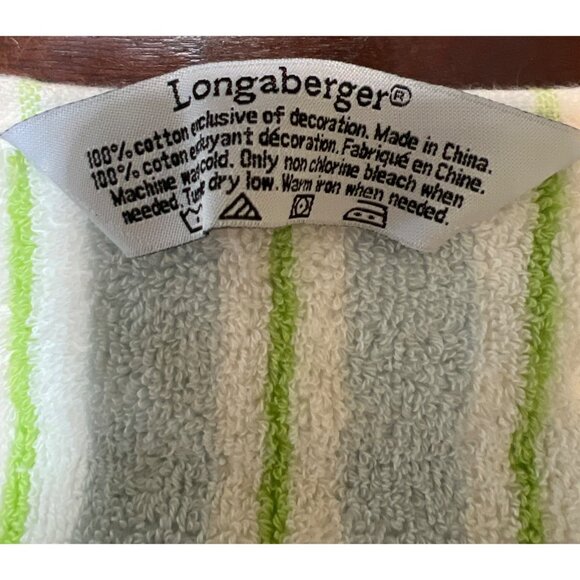 Longaberger®
100% cotton exclusive of decoration. Made in China.
100% coton excluyant décoration. Fabriqué en Chine.
Machine wash cold. Only non chlorine bleach when
needed. Tumble dry low. Warm iron when needed.